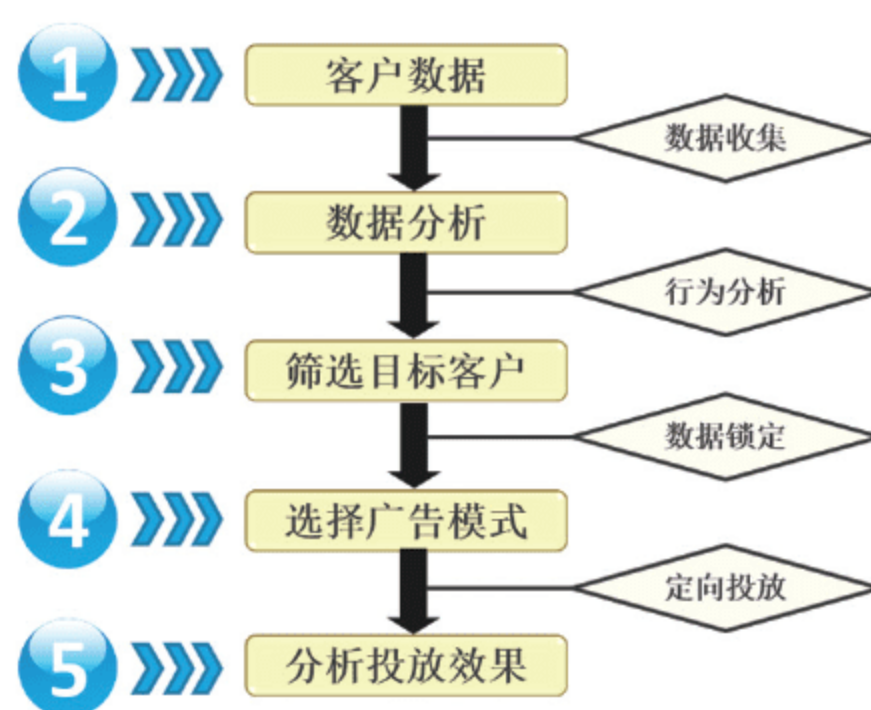 1 客户数据
数据收集
2 数据分析
行为分析
3 筛选目标客户
数据锁定
4 选择广告模式
定向投放
5 分析投放效果